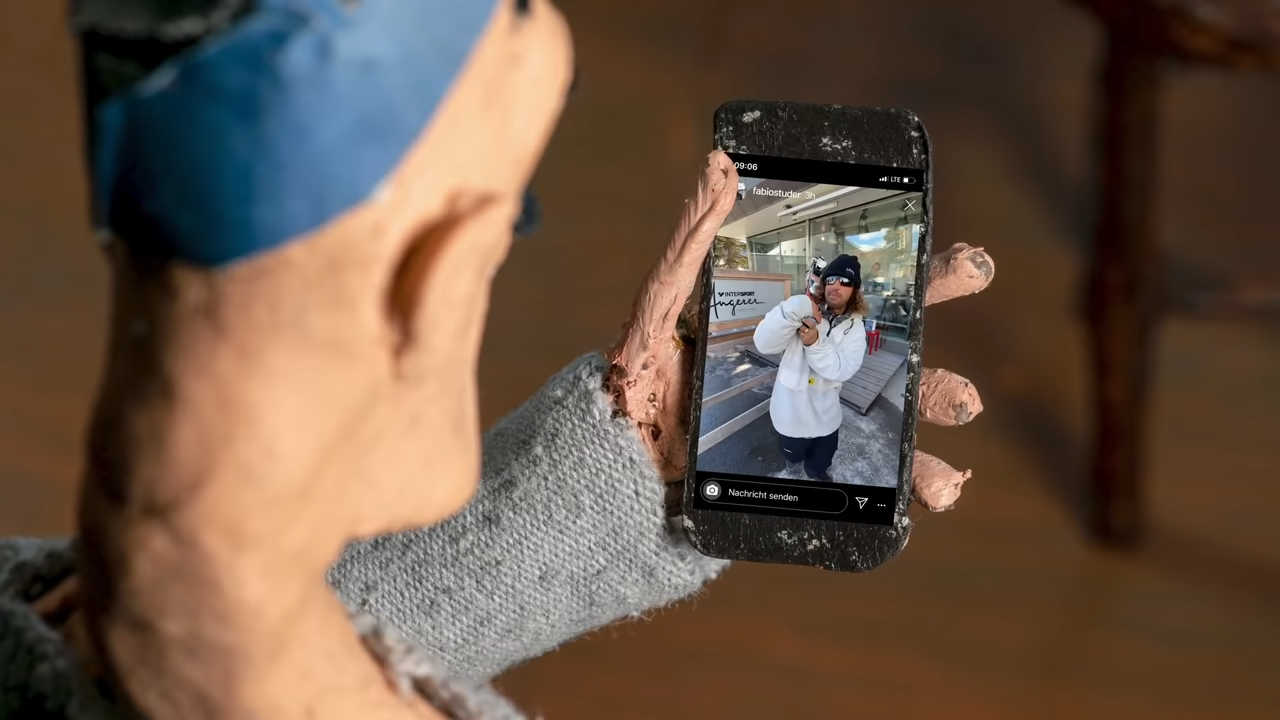 09:06
LTE
fabiostuder 3h
INTERSPORT
Angerer
Nachricht senden